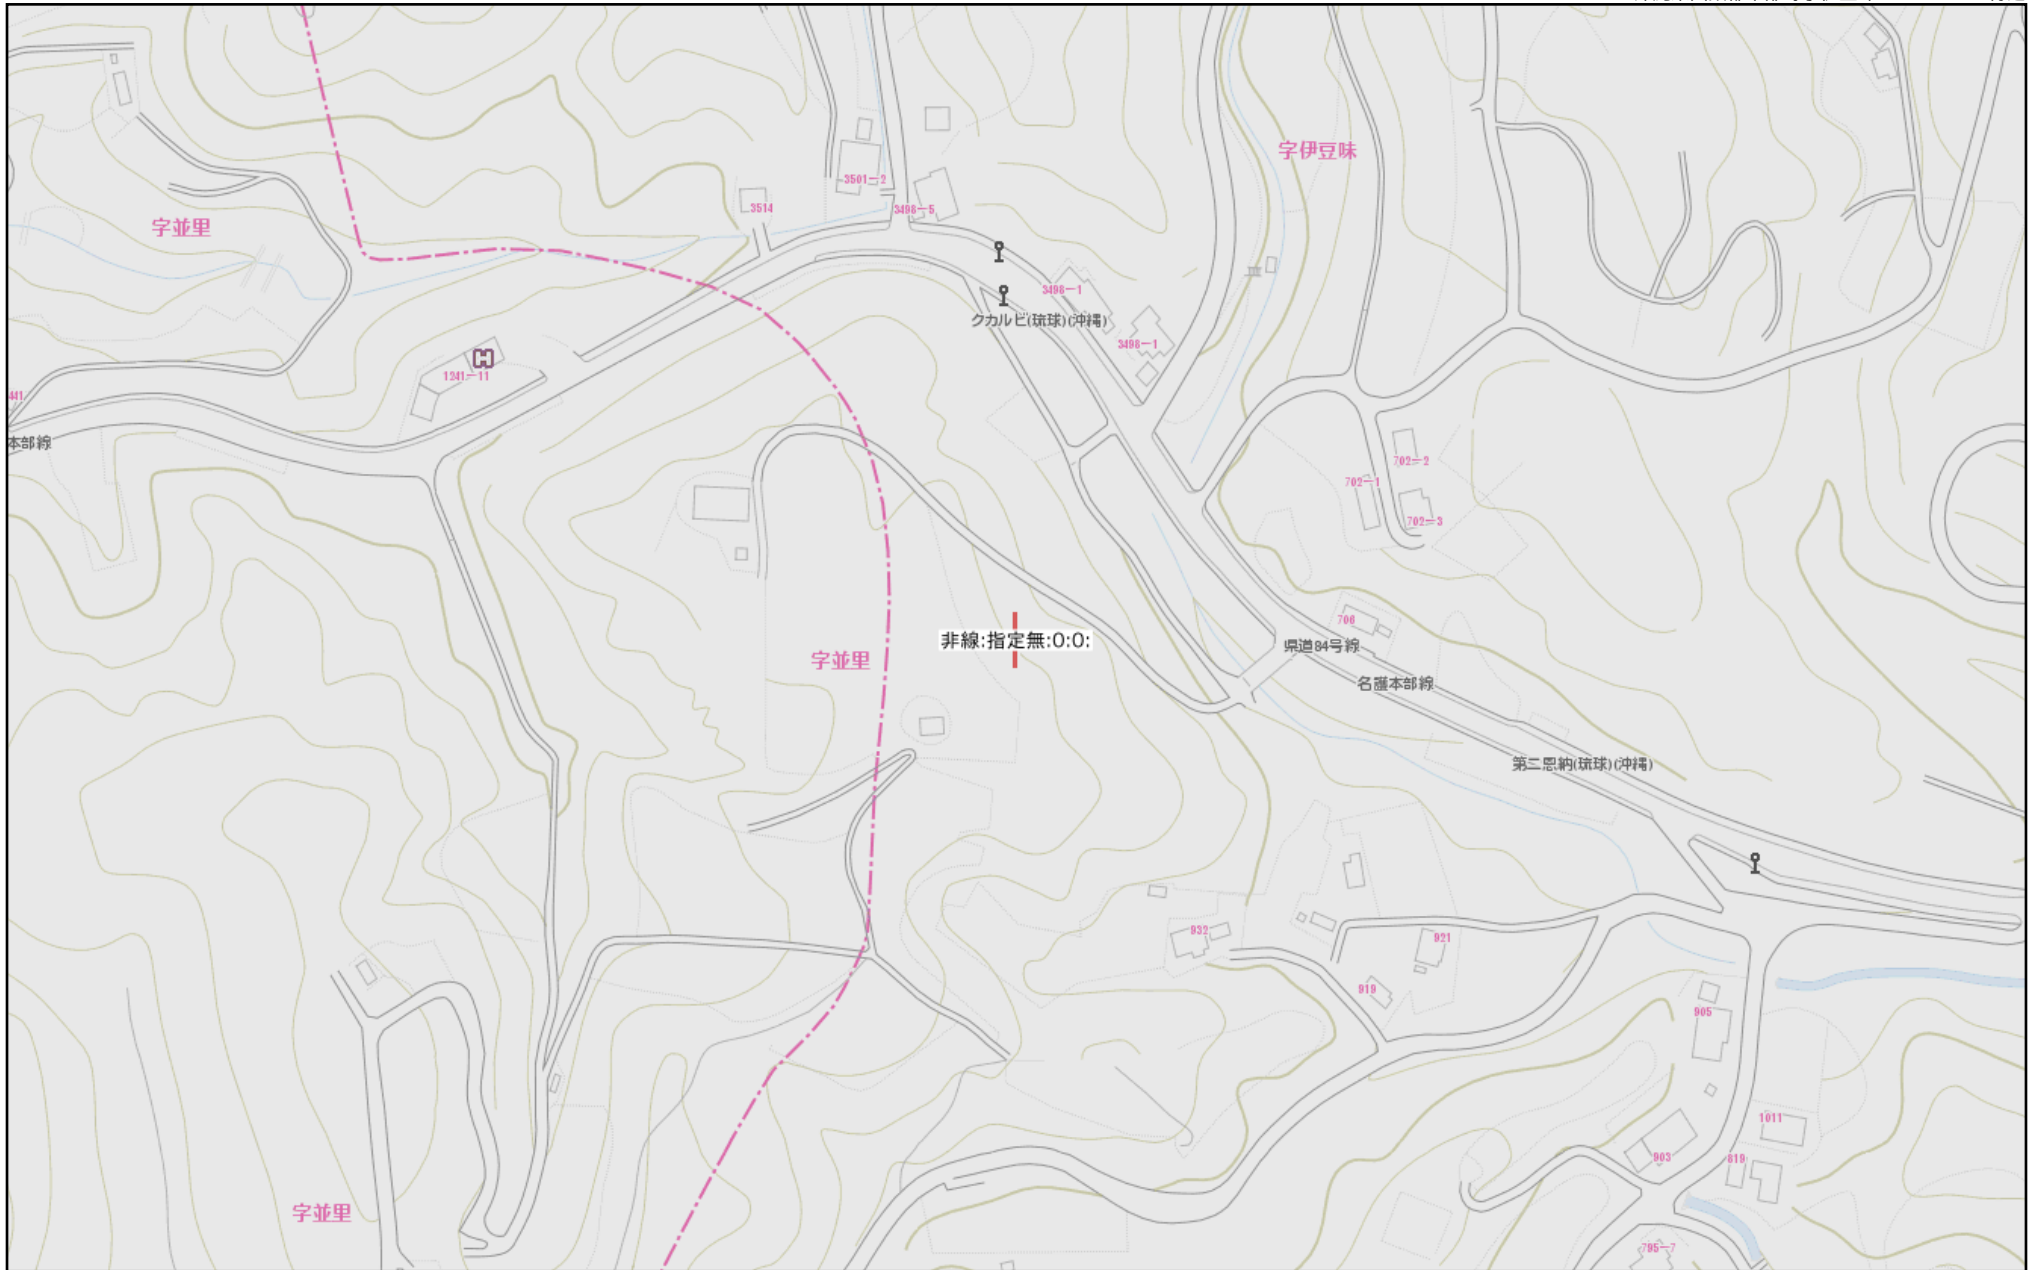 字伊豆味
3501－2
3514
3498－5
字並里
3498－1
クカルビ(琉球)(沖縄)
3498－1
1241－11
441
本部線
702－2
702－1
702－3
706
非線:指定無:0:0:
県道84号線
字並里
名護本部線
第二恩納(琉球)(沖縄)
932
921
919
905
1011
903
819
字並里
795－7